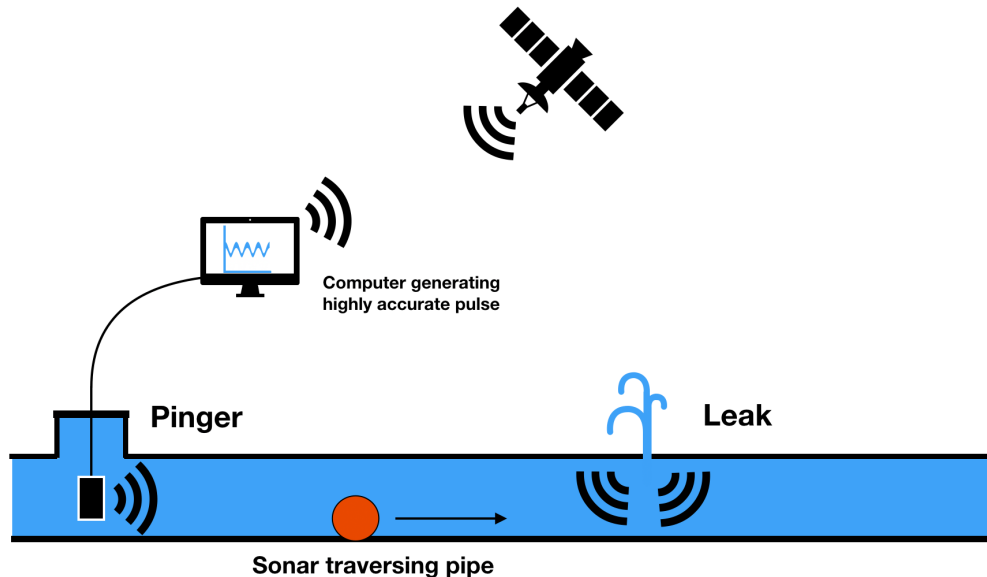 Computer generating
highly accurate pulse
Pinger
Leak
Sonar traversing pipe